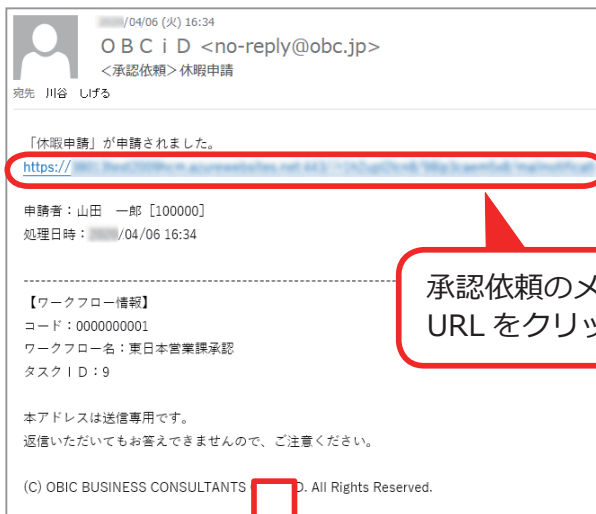 /04/06 (火) 16:34
ＯＢＣｉＤ <no-reply@obc.jp>
＜承認依頼＞休暇申請
宛先 川谷　しげる
「休暇申請」が申請されました。
https://
申請者：山田　一郎［100000］
処理日時： /04/06 16:34
【ワークフロー情報】
コード：0000000001
ワークフロー名：東日本営業課承認
タスクＩＤ：9
承認依頼のメ
URL をクリッ
本アドレスは送信専用です。
返信いただいてもお答えできませんので、ご注意ください。
(C) OBIC BUSINESS CONSULTANTS D. All Rights Reserved.